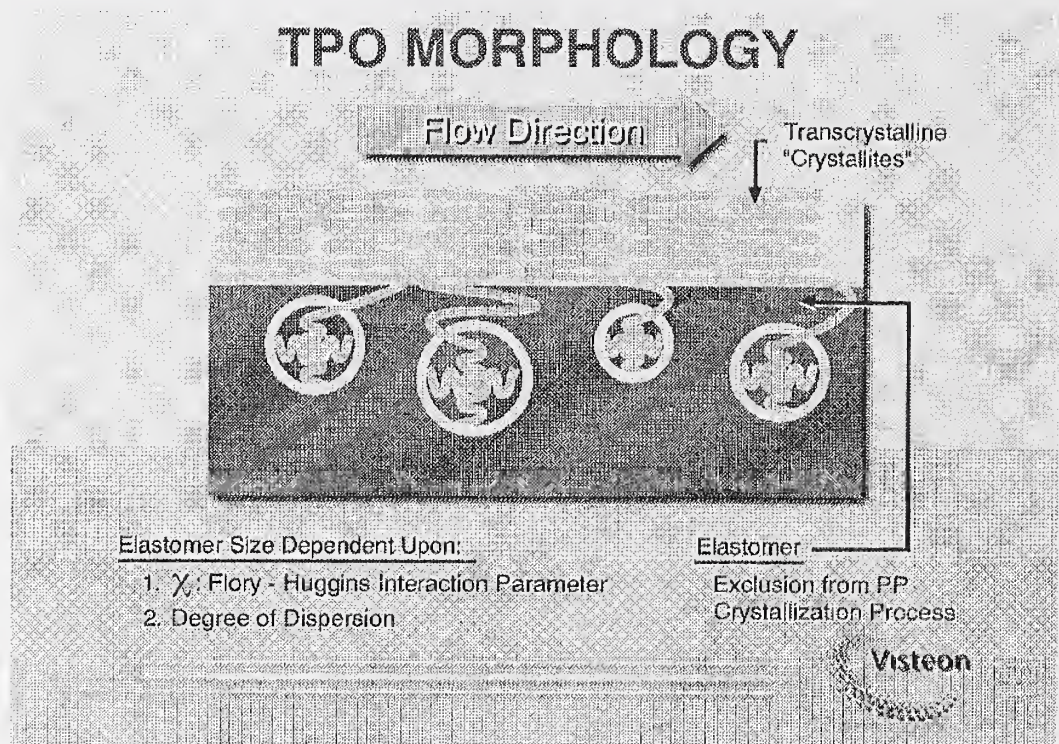 TPO MORPHOLOGY
Flow Direction
Transcrystalline
"Crystallites"
Elastomer Size Dependent Upon:
1. χ: Flory - Huggins Interaction Parameter
2. Degree of Dispersion
Elastomer
Exclusion from PP
Crystallization Process
Visteon